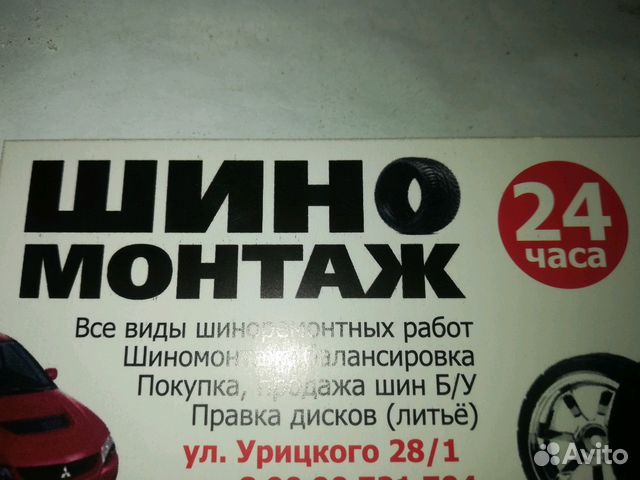 ШИНО
МОНТАЖ
24
часа
Все виды шиноремонтных работ
Шиномонтаж балансировка
Покупка, продажа шин Б/У
Правка дисков (литьё)
ул. Урицкого 28/1
Avito